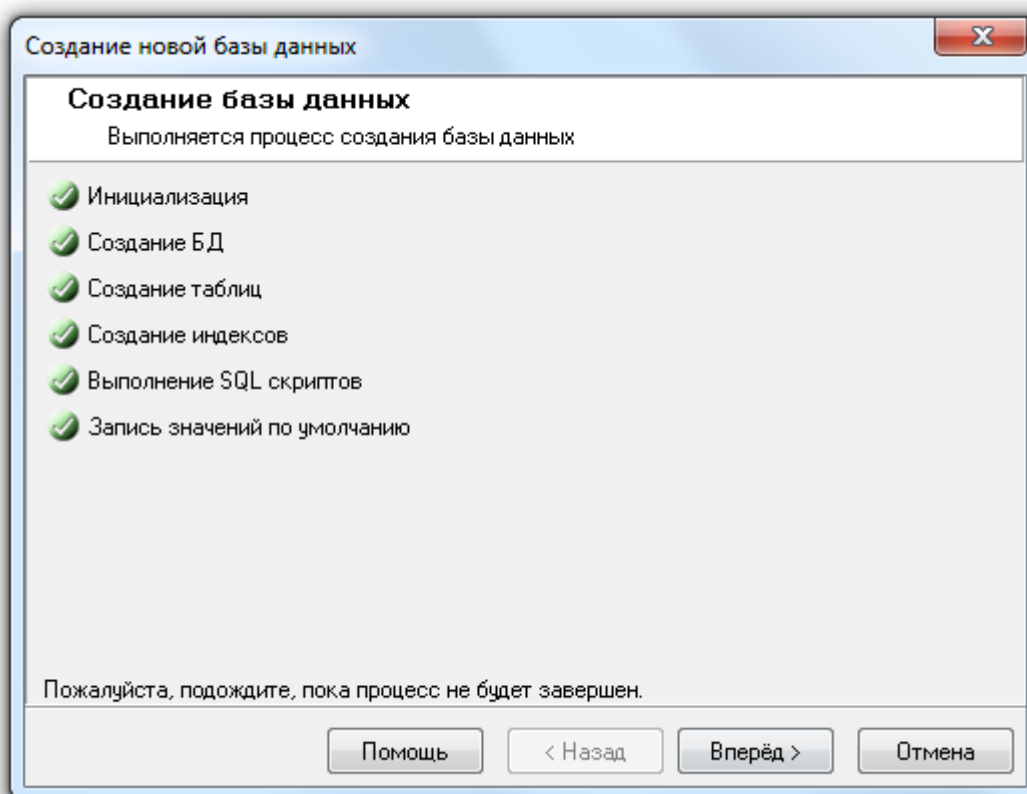 Создание новой базы данных
Создание базы данных
Выполняется процесс создания базы данных
Инициализация
Создание БД
Создание таблиц
Создание индексов
Выполнение SQL скриптов
Запись значений по умолчанию
Пожалуйста, подождите, пока процесс не будет завершен.
Помощь < Назад Вперёд > Отмена